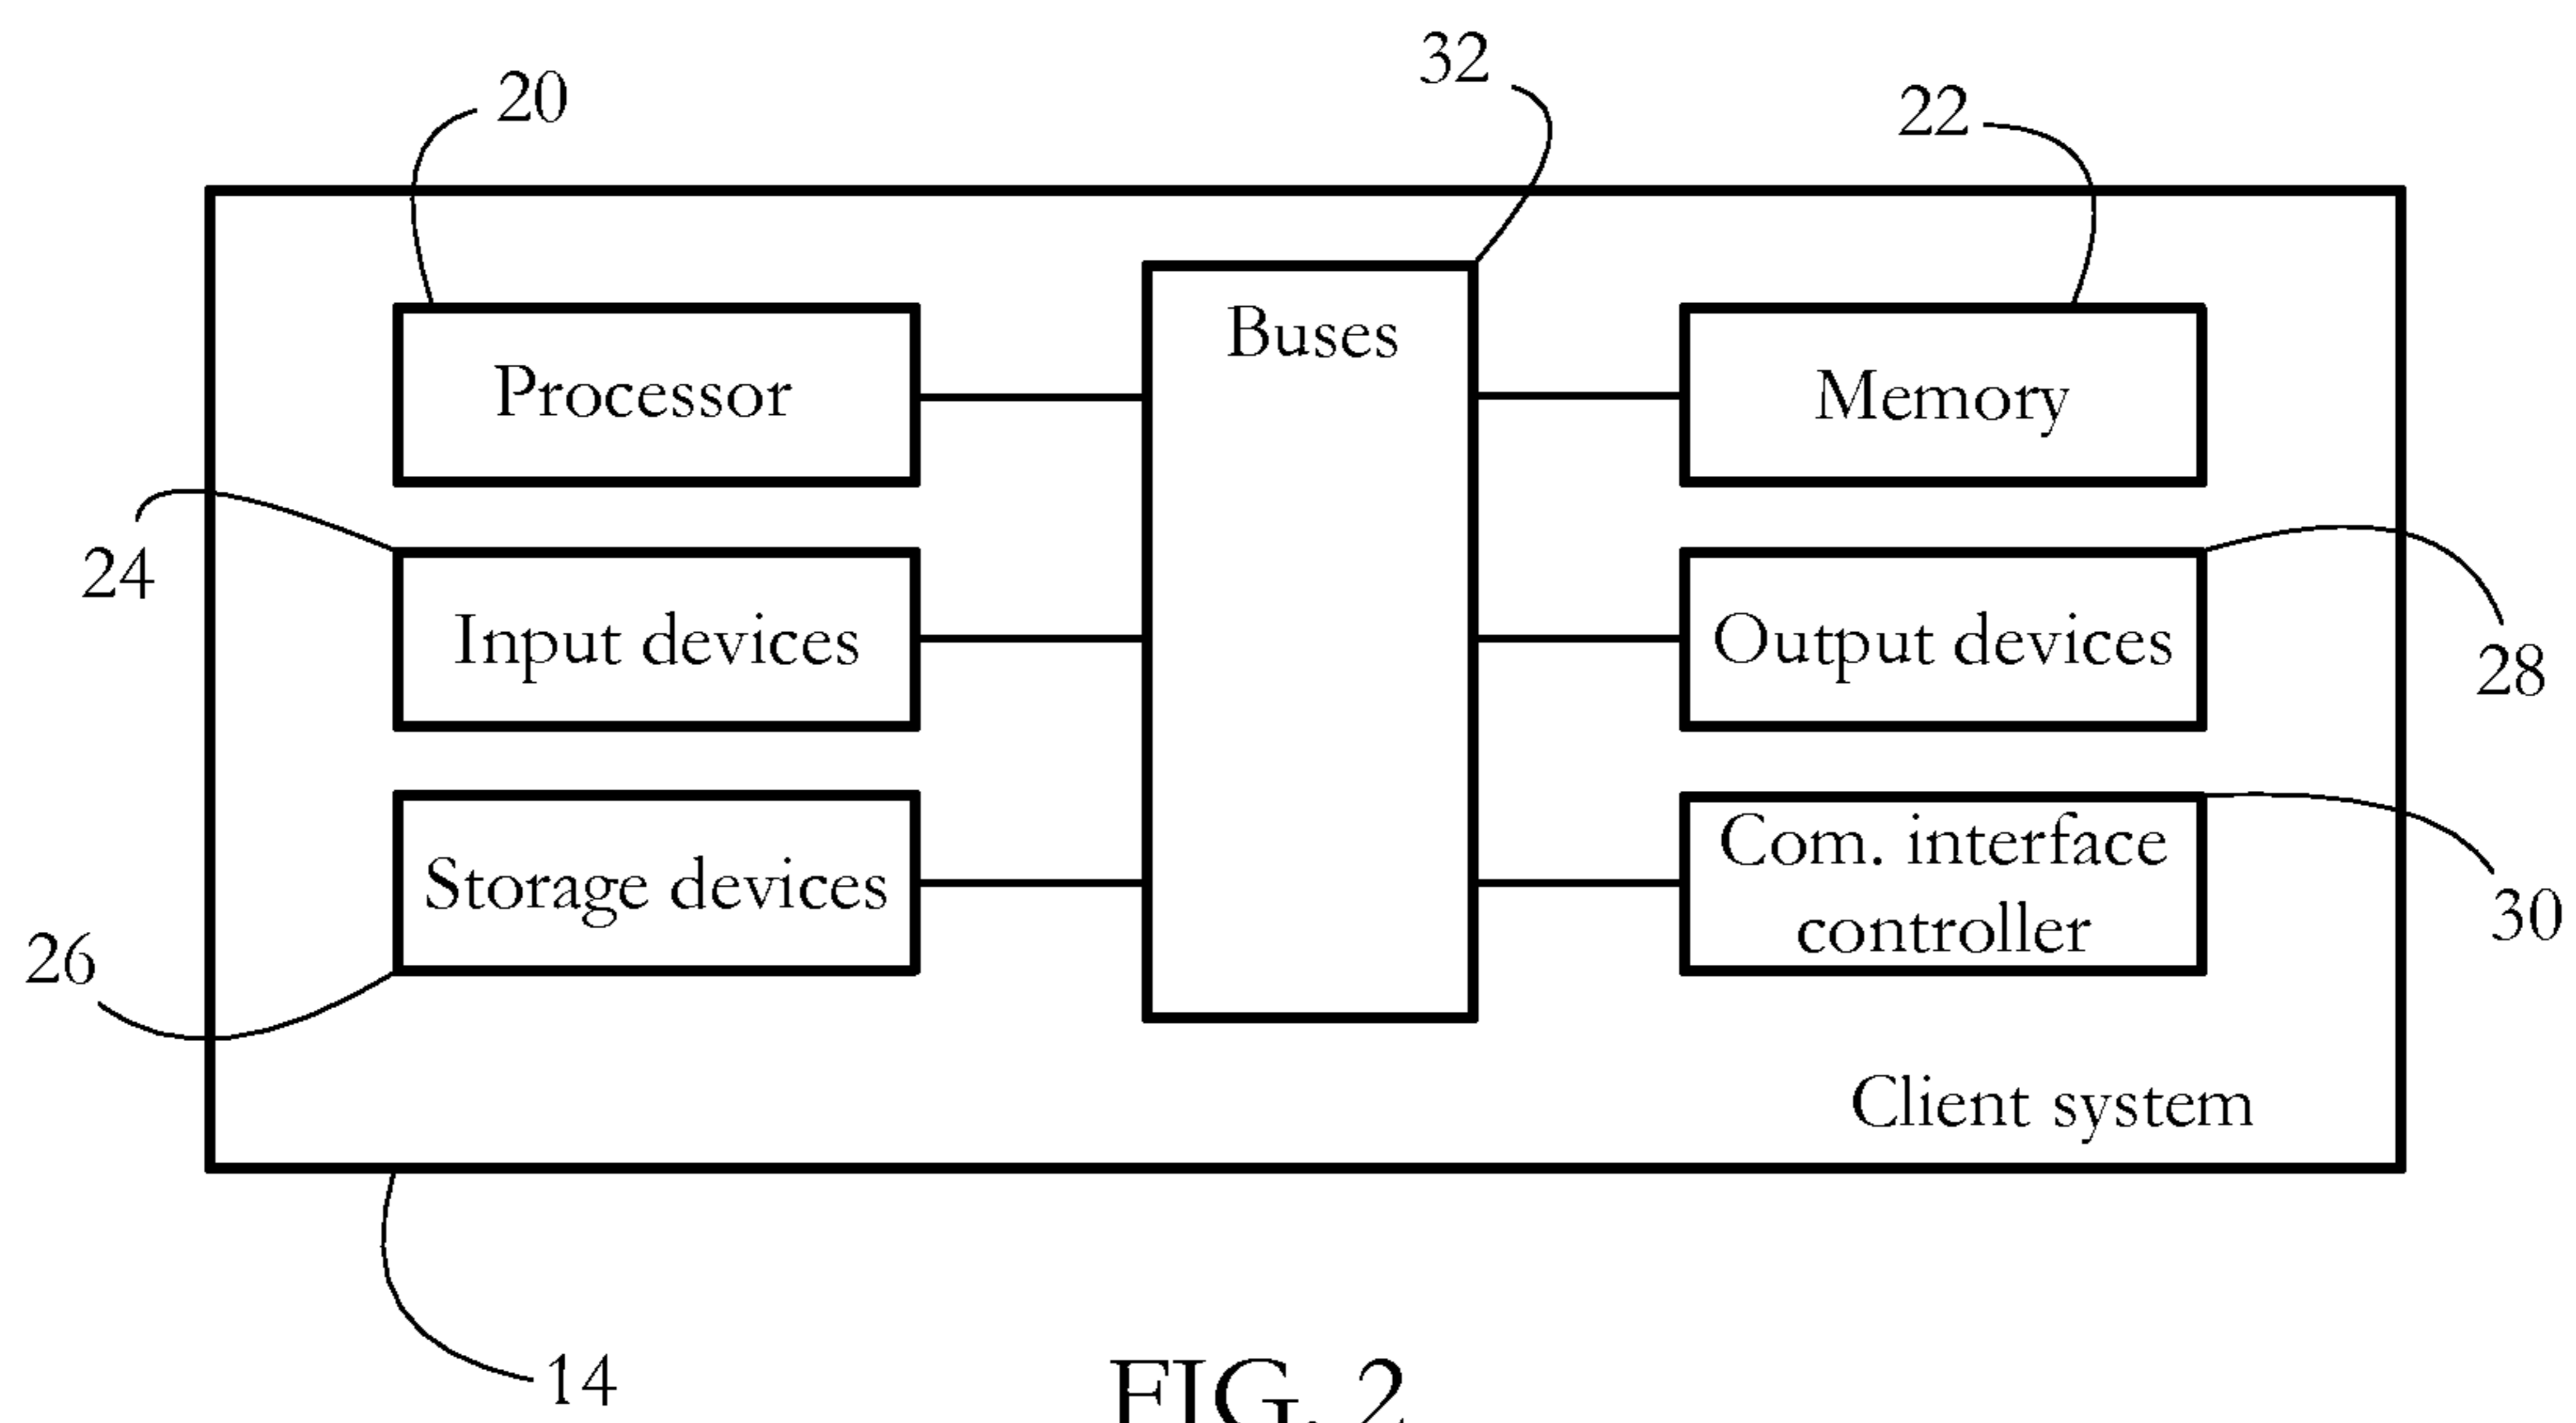 20
32
22
Buses
Processor
Memory
24
Input devices
Output devices
28
Storage devices
Com. interface
controller
26
30
Client system
14
FIG. 2